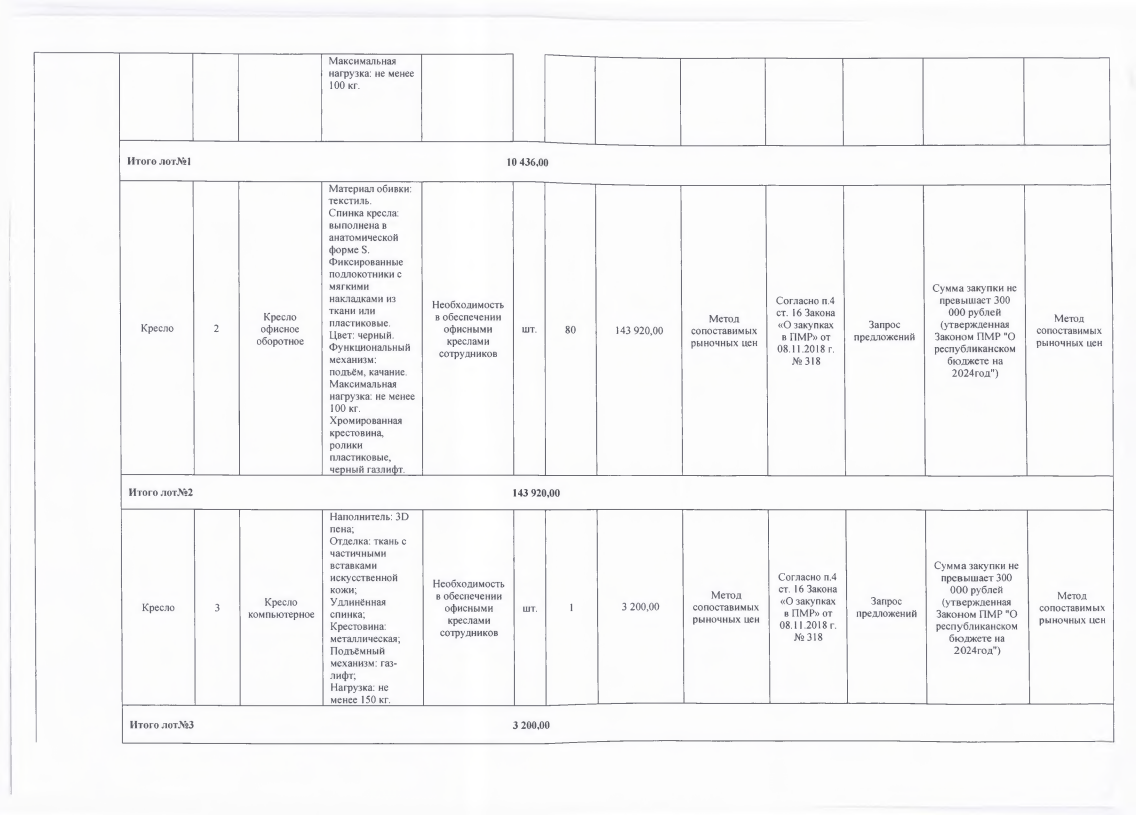 Максимальная
нагрузка: не менее
100 кг.
Итого лот№1 10 436,00
Кресло
2
Кресло
офисное
оборотное
Материал обивки:
текстиль.
Спинка кресла:
выполнена в
анатомической
форме S.
Фиксированные
подлокотники с
мягкими
накладками из
ткани или
пластиковые.
Цвет: черный.
Функциональный
механизм:
подъём, качание.
Максимальная
нагрузка: не менее
100 кг.
Хромированная
крестовина,
ролики
пластиковые,
черный газлифт.
Необходимость
в обеспечении
офисными
креслами
сотрудников
шт.
80
143 920,00
Метод
сопоставимых
рыночных цен
Согласно п.4
ст. 16 Закона
«О закупках
в ПМР» от
08.11.2018 г.
№ 318
Запрос
предложений
Сумма закупки не
превышает 300
000 рублей
(утвержденная
Законом ПМР "О
республиканском
бюджете на
2024год")
Метод
сопоставимых
рыночных цен
Итого лот№2 143 920,00
Кресло
3
Кресло
компьютерное
Наполнитель: 3D
пена;
Отделка: ткань с
частичными
вставками
искусственной
кожи;
Удлинённая
спинка;
Крестовина:
металлическая;
Подъёмный
механизм: газ-
лифт;
Нагрузка: не
менее 150 кг.
Необходимость
в обеспечении
офисными
креслами
сотрудников
шт.
1
3 200,00
Метод
сопоставимых
рыночных цен
Согласно п.4
ст. 16 Закона
«О закупках
в ПМР» от
08.11.2018 г.
№ 318
Запрос
предложений
Сумма закупки не
превышает 300
000 рублей
(утвержденная
Законом ПМР "О
республиканском
бюджете на
2024год")
Метод
сопоставимых
рыночных цен
Итого лот№3 3 200,00